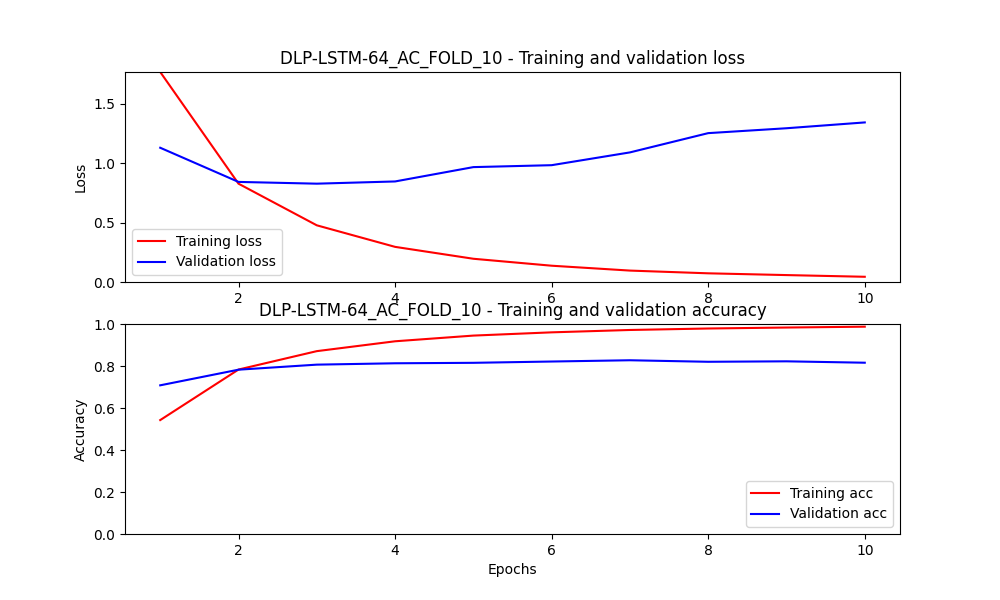 DLP-LSTM-64_AC_FOLD_10 - Training and validation loss
1.5
1.0
0.5
0.0
Loss
Training loss
Validation loss
2 4 6 8 10
DLP-LSTM-64_AC_FOLD_10 - Training and validation accuracy
1.0
0.8
0.6
0.4
0.2
0.0
Accuracy
Training acc
Validation acc
2 4 6 8 10
Epochs